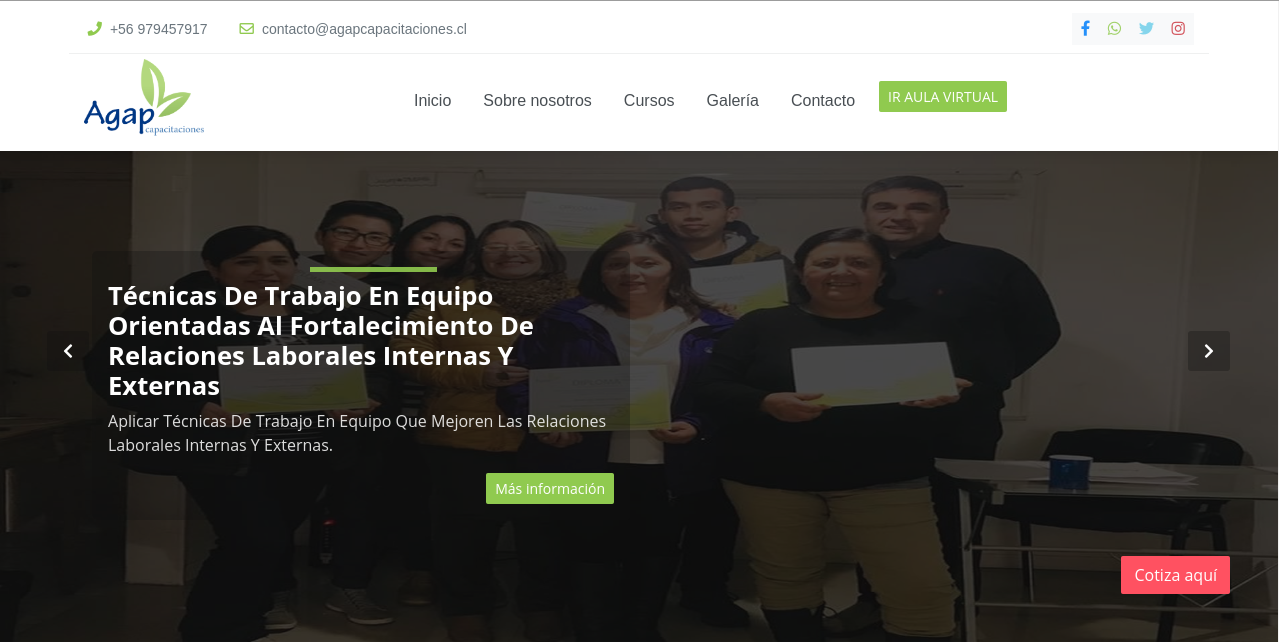 +56 979457917
contacto@agapcapacitaciones.cl
Agap
capacitaciones
Inicio
Sobre nosotros
Cursos
Galería
Contacto
IR AULA VIRTUAL
Técnicas De Trabajo En Equipo
Orientadas Al Fortalecimiento De
Relaciones Laborales Internas Y
Externas
Aplicar Técnicas De Trabajo En Equipo Que Mejoren Las Relaciones
Laborales Internas Y Externas.
Más información
Cotiza aquí